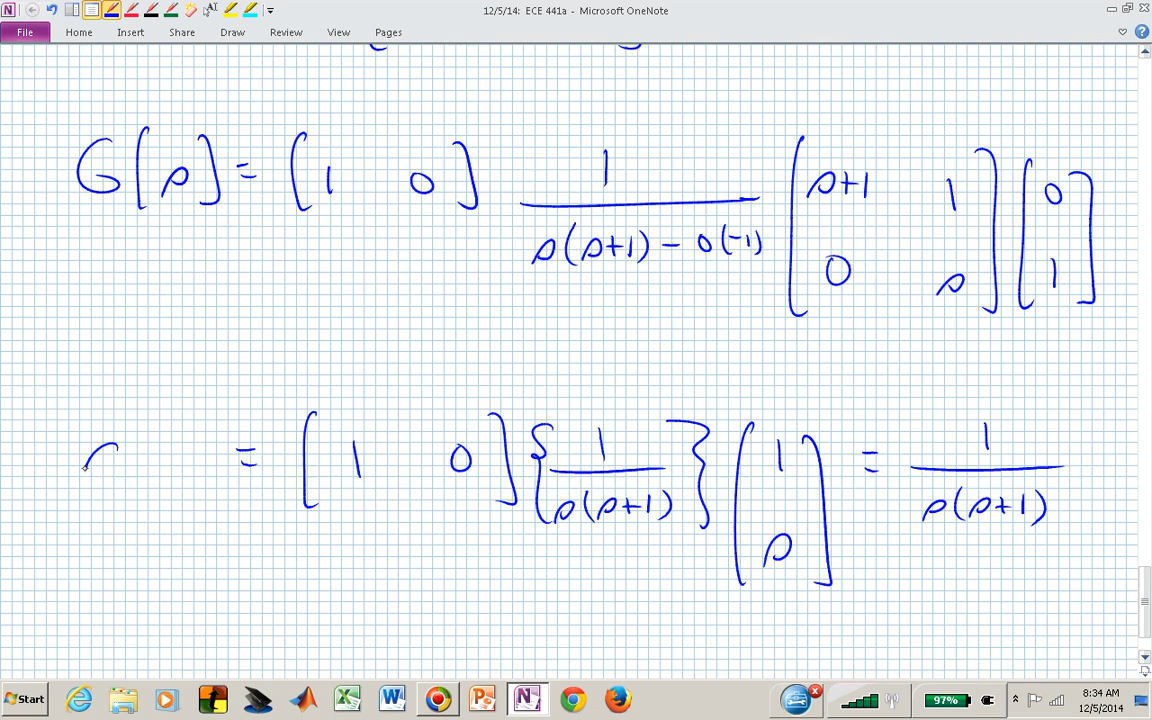 12/5/14: ECE 441a - Microsoft OneNote
File Home Insert Share Draw Review View Pages
G[s] = [1 0] 1/(s(s+1) - 0(-1)) [s+1 1; 0 s] [0; 1]
= [1 0] {1/(s(s+1))} [1; s] = 1/(s(s+1))
Start
97%
8:34 AM
12/5/2014